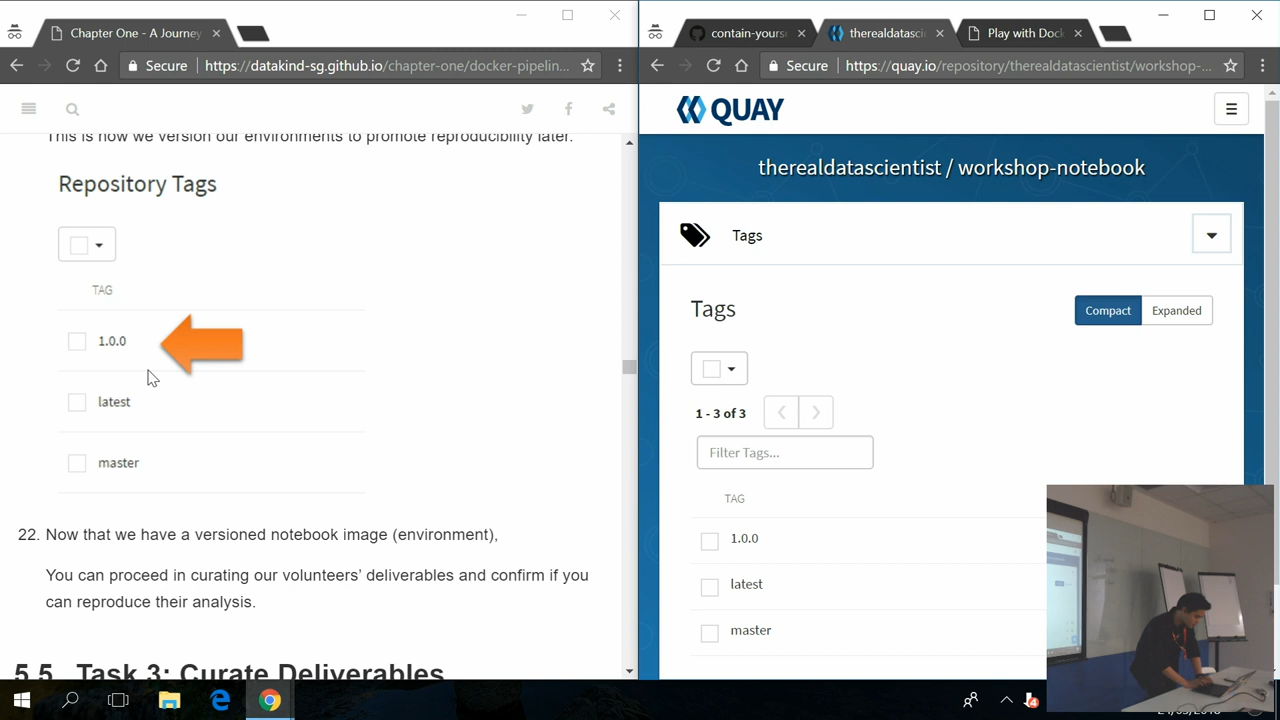 Chapter One - A Journey
Secure
https://datakind-sg.github.io/chapter-one/docker-pipelin...
This is how we version our environments to promote reproducibility later.
Repository Tags
TAG
1.0.0
latest
master
22. Now that we have a versioned notebook image (environment),
You can proceed in curating our volunteers' deliverables and confirm if you
can reproduce their analysis.
5.5 Task 3: Curate Deliverables
contain-yourse
therealdatascie
Play with Dock
Secure
https://quay.io/repository/therealdatascientist/workshop-...
QUAY
therealdatascientist / workshop-notebook
Tags
Tags
Compact
Expanded
1 - 3 of 3
Filter Tags...
TAG
1.0.0
latest
master